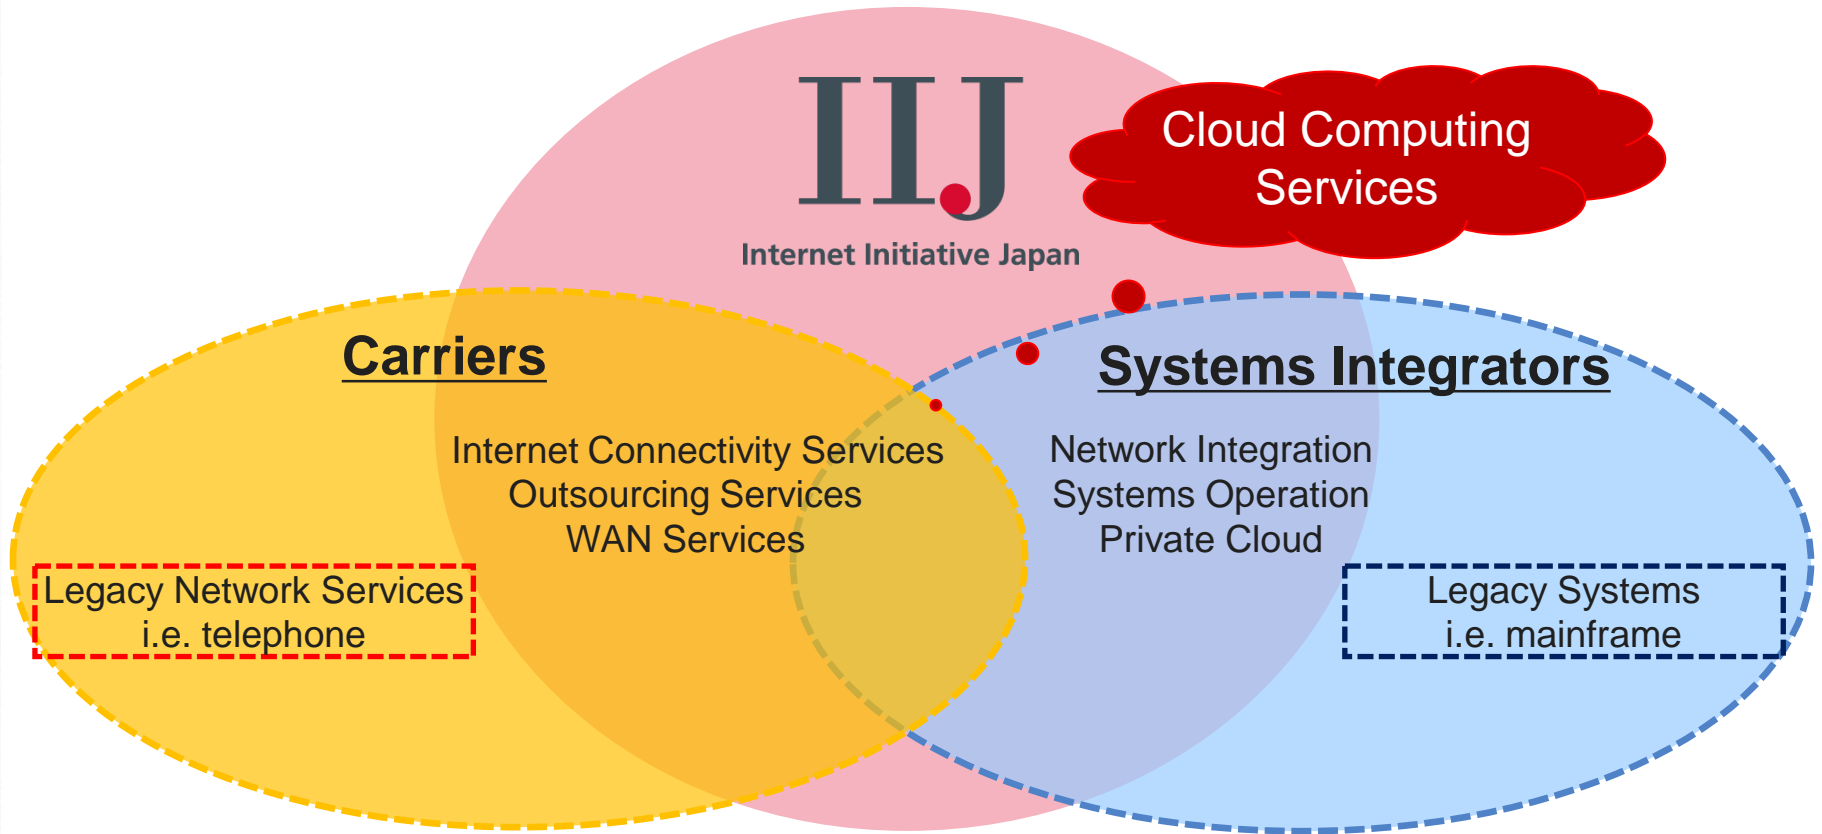 IIJ
Internet Initiative Japan
Cloud Computing
Services
Carriers
Systems Integrators
Internet Connectivity Services
Outsourcing Services
WAN Services
Network Integration
Systems Operation
Private Cloud
Legacy Network Services
i.e. telephone
Legacy Systems
i.e. mainframe